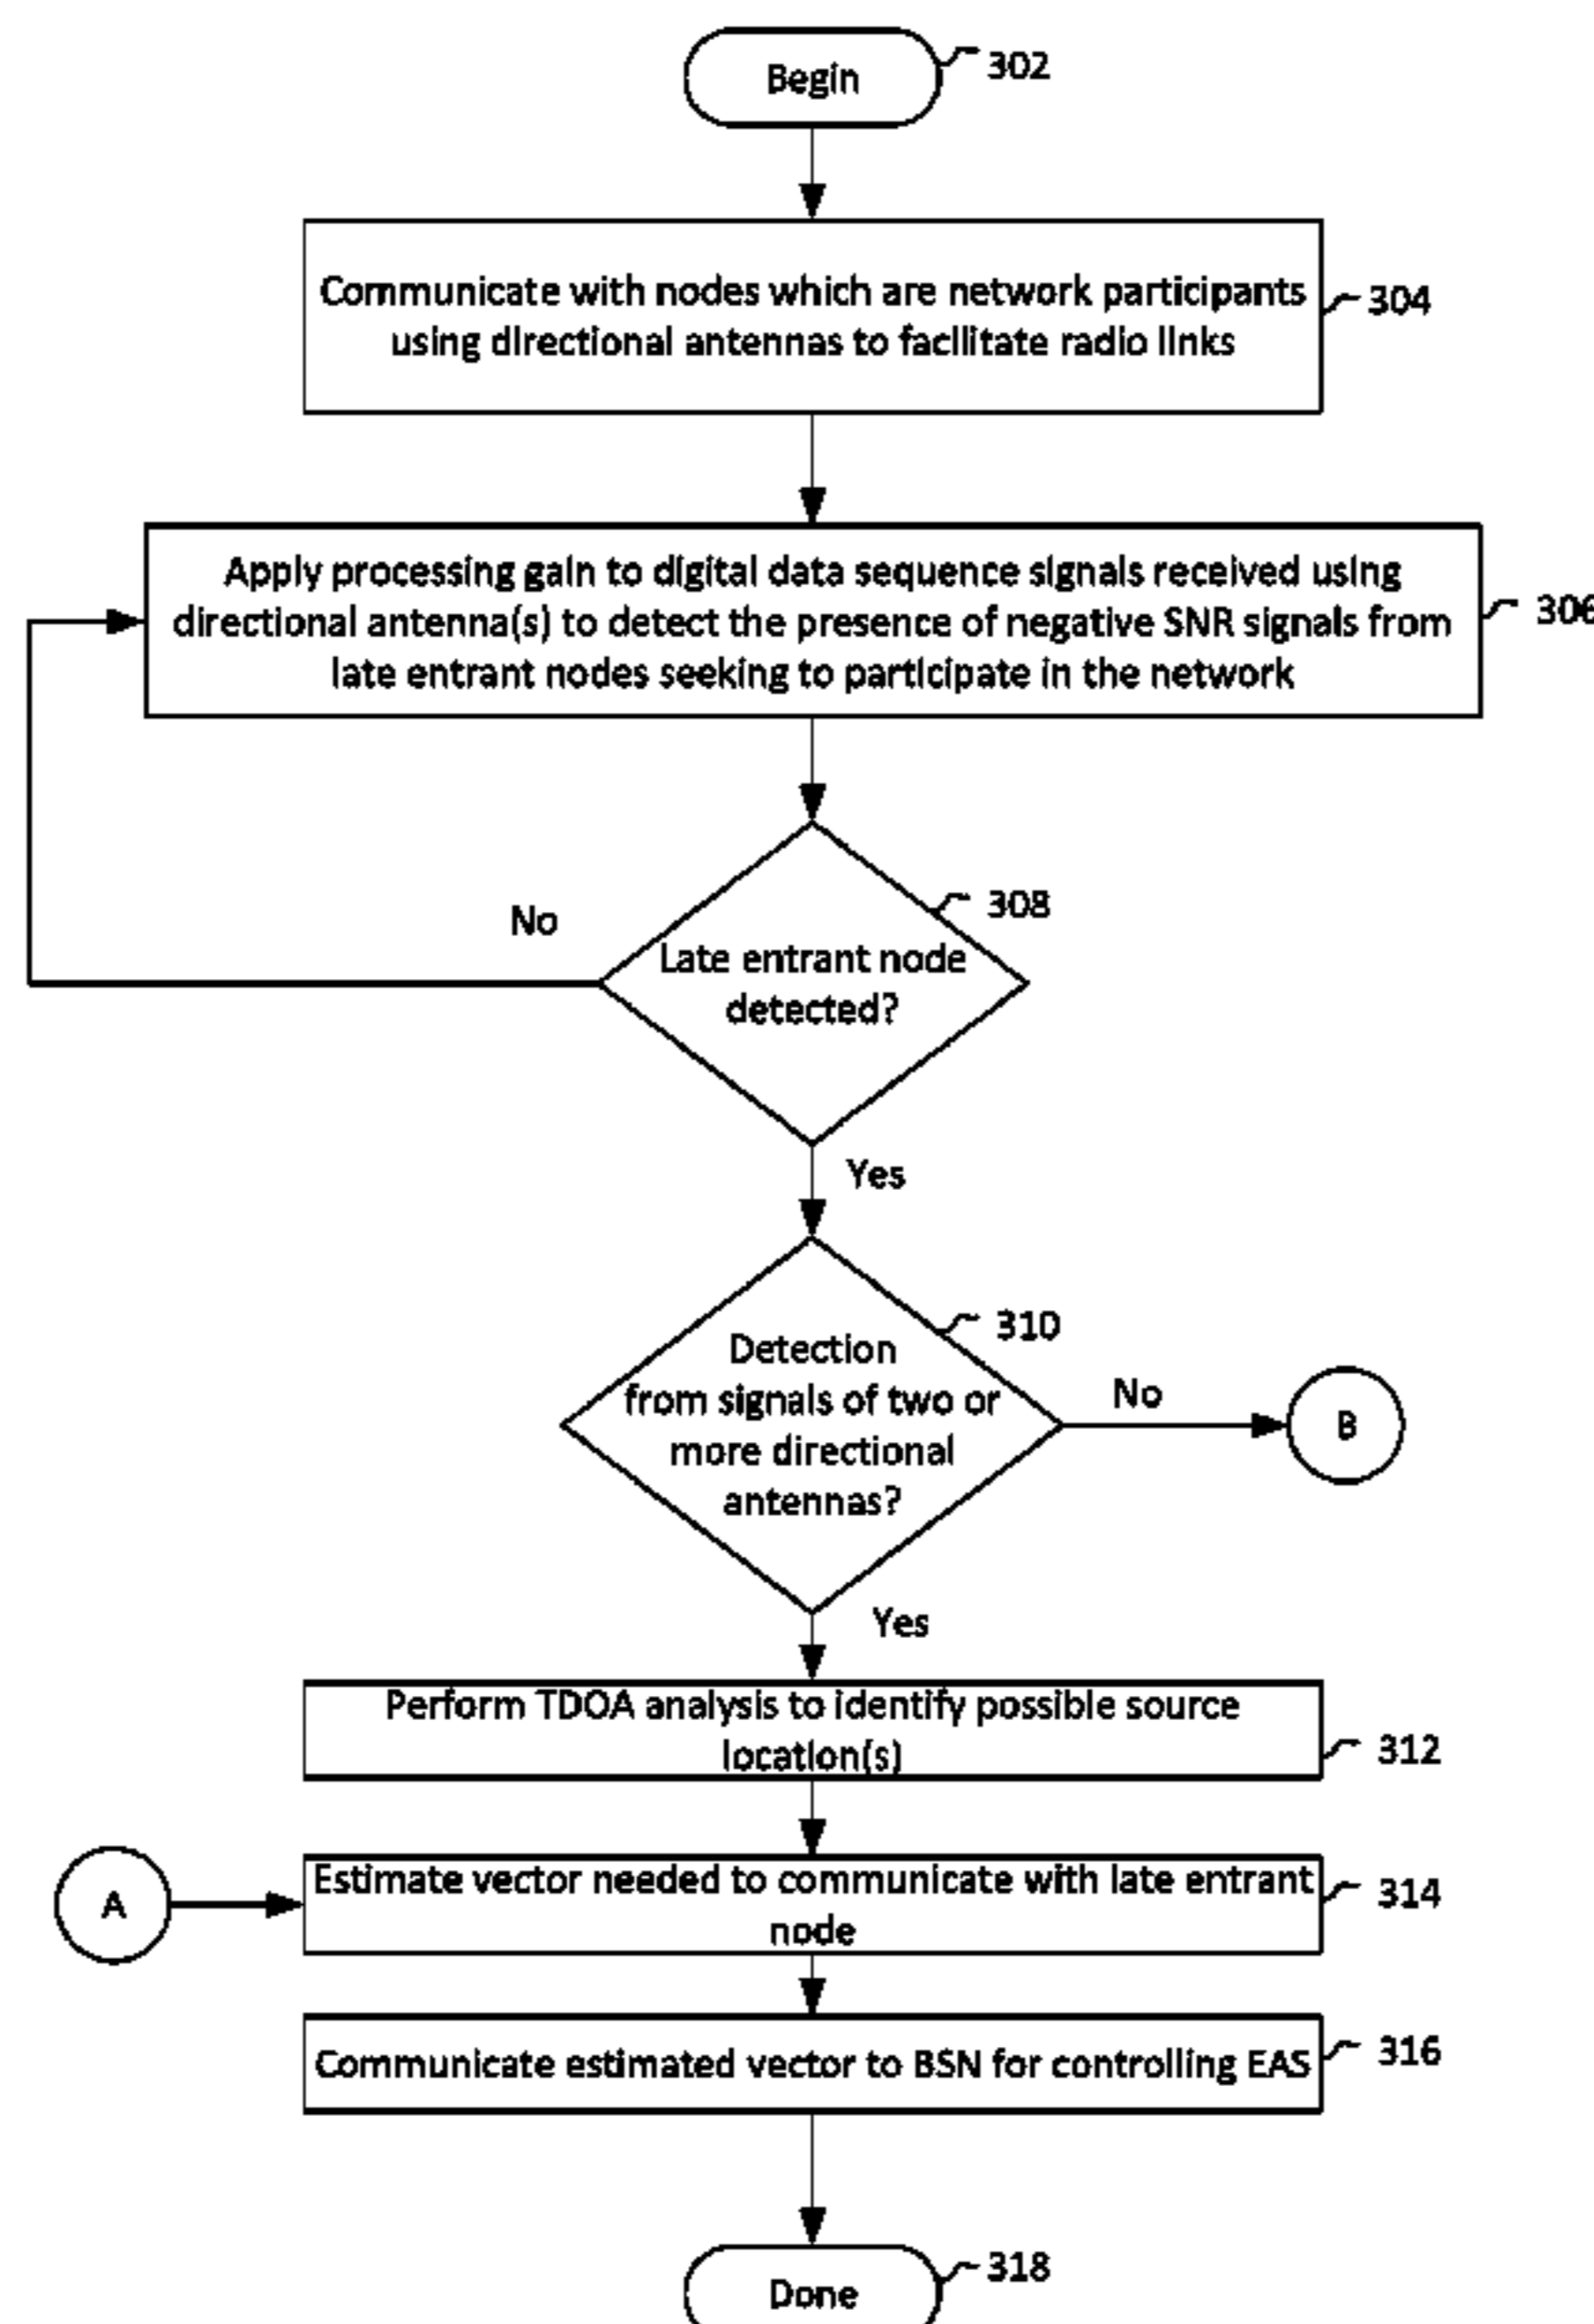 Begin
302
Communicate with nodes which are network participants
using directional antennas to facilitate radio links
304
Apply processing gain to digital data sequence signals received using
directional antenna(s) to detect the presence of negative SNR signals from
late entrant nodes seeking to participate in the network
306
308
No
Late entrant node
detected?
Yes
310
Detection
from signals of two or
more directional
antennas?
No
B
Yes
Perform TDOA analysis to identify possible source
location(s)
312
A
Estimate vector needed to communicate with late entrant
node
314
Communicate estimated vector to BSN for controlling EAS
316
Done
318